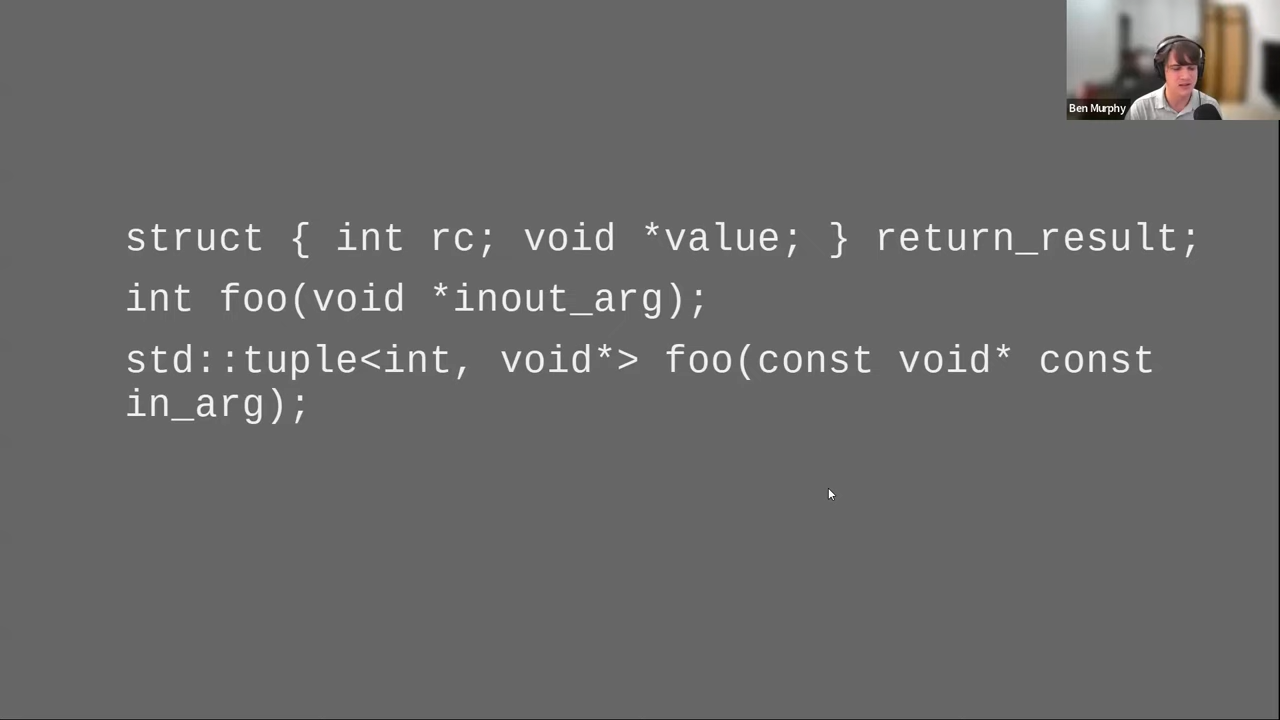 Ben Murphy
struct { int rc; void *value; } return_result;
int foo(void *inout_arg);
std::tuple<int, void*> foo(const void* const
in_arg);